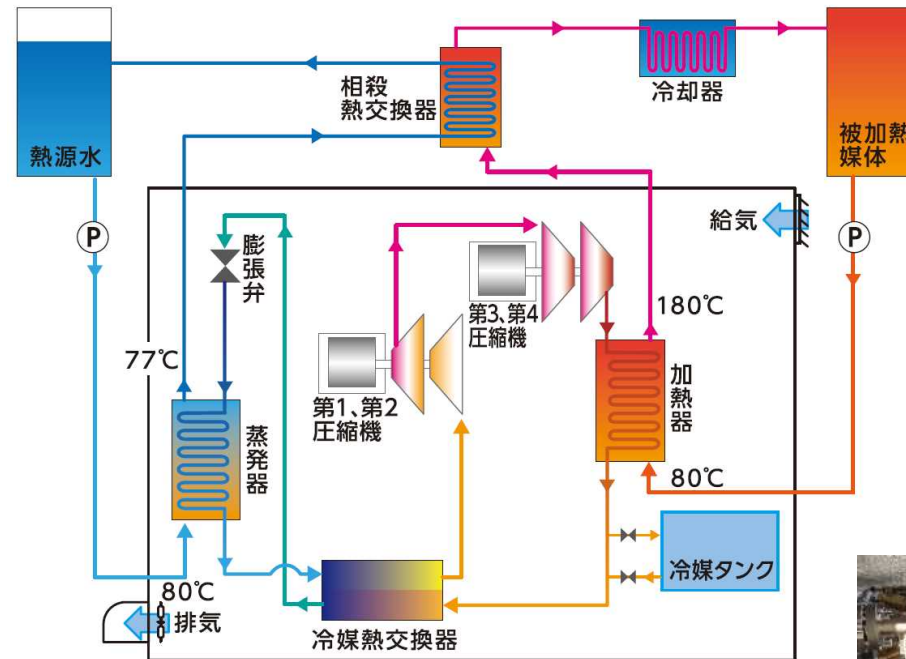 熱源水
相殺
熱交換器
冷却器
被加熱
媒体
P
P
給気
膨張弁
第3、第4
圧縮機
180℃
77℃
第1、第2
圧縮機
加熱器
蒸発器
80℃
冷媒タンク
80℃
排気
冷媒熱交換器